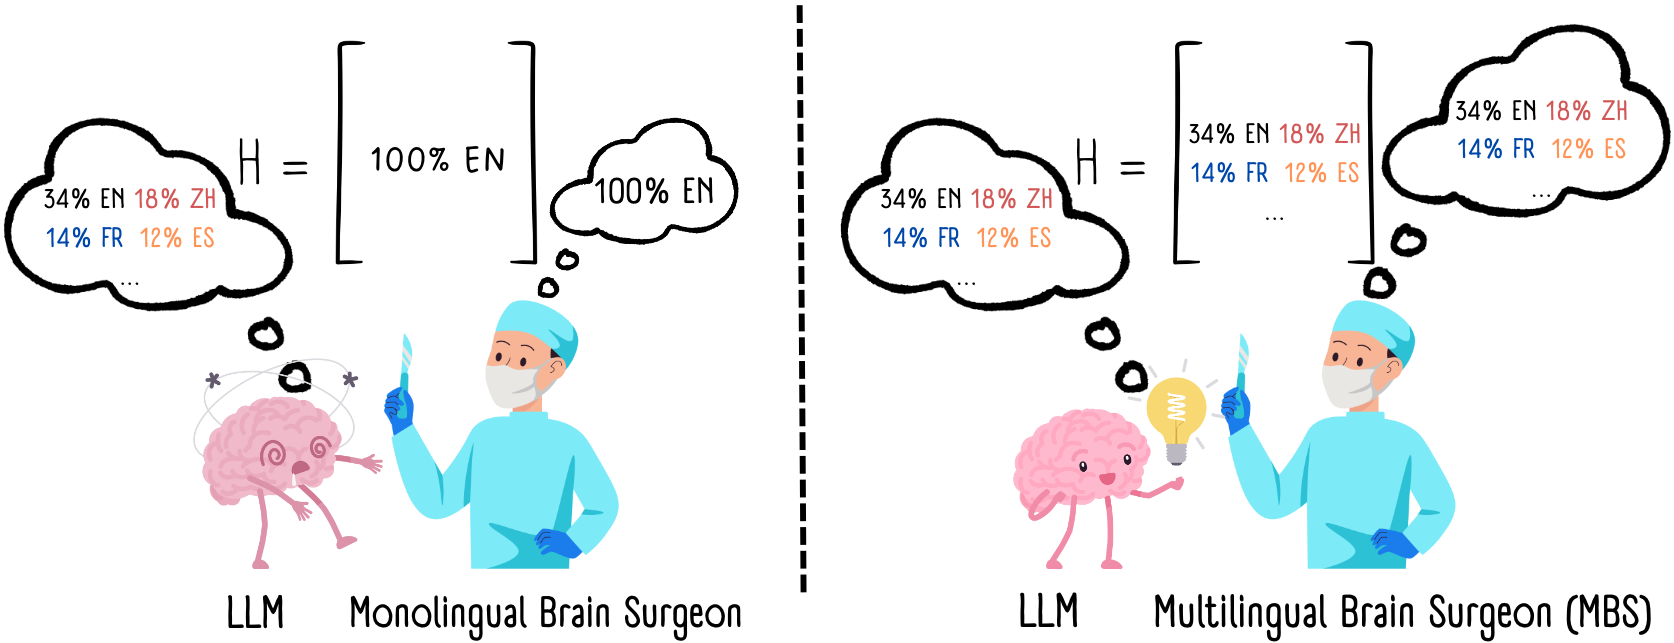 34% EN 18% ZH
14% FR 12% ES
...
H =
100% EN
100% EN
LLM
Monolingual Brain Surgeon
34% EN 18% ZH
14% FR 12% ES
...
H =
34% EN 18% ZH
14% FR 12% ES
...
34% EN 18% ZH
14% FR 12% ES
...
LLM
Multilingual Brain Surgeon (MBS)